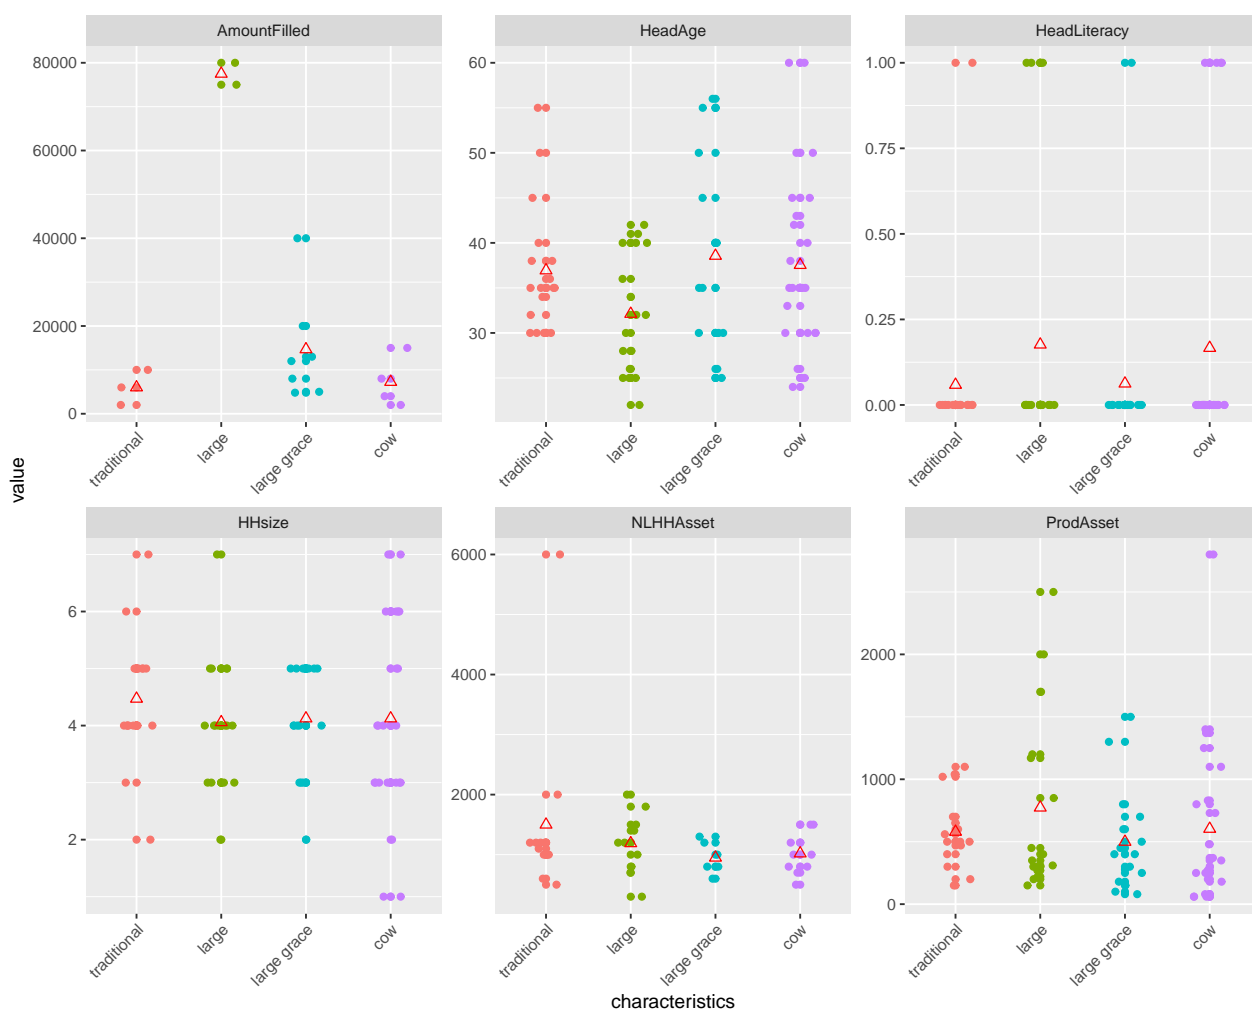 AmountFilled
HeadAge
HeadLiteracy
80000
60000
40000
20000
0
60
50
40
30
1.00
0.75
0.50
0.25
0.00
traditional
large
large grace
cow
traditional
large
large grace
cow
traditional
large
large grace
cow
value
HHsize
NLHHAsset
ProdAsset
6
4
2
6000
4000
2000
2000
1000
0
traditional
large
large grace
cow
traditional
large
large grace
cow
traditional
large
large grace
cow
characteristics